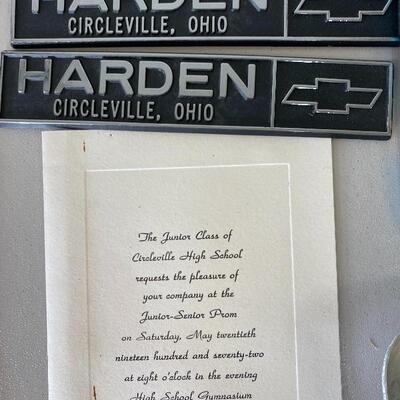 HARDEN
CIRCLEVILLE, OHIO
HARDEN
CIRCLEVILLE, OHIO
The Junior Class of
Circleville High School
requests the pleasure of
your company at the
Junior-Senior Prom
on Saturday, May twentieth
nineteen hundred and seventy-two
at eight o'clock in the evening
High School Gymnasium